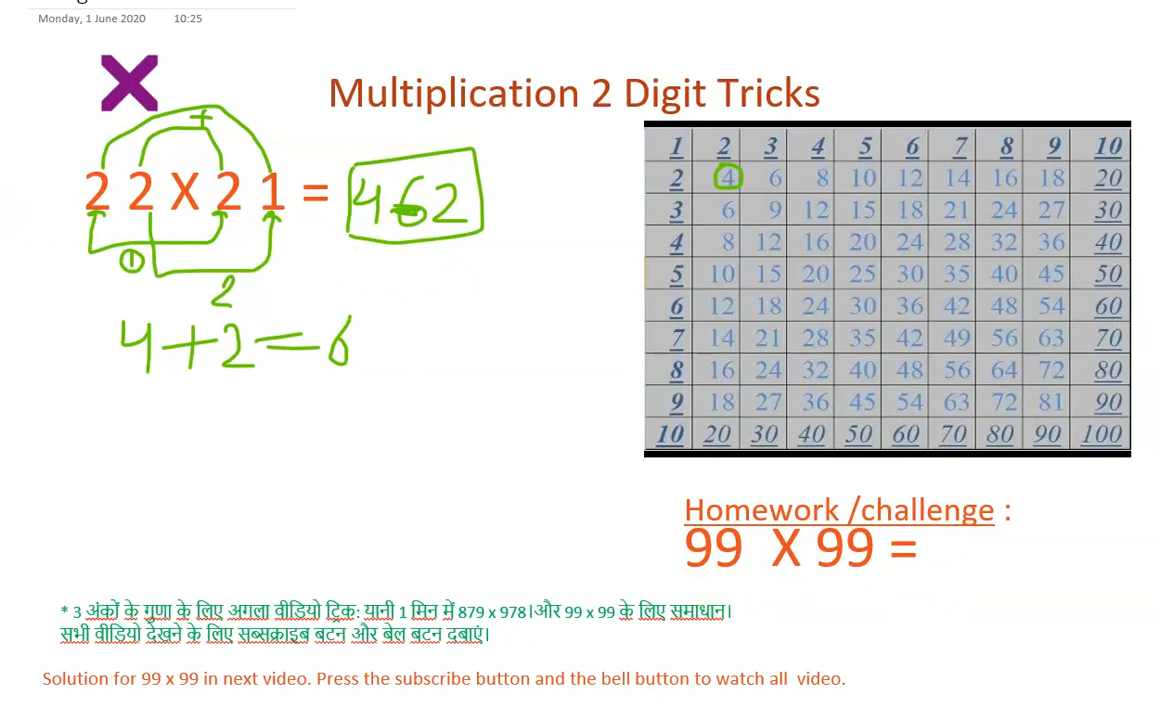 Monday, 1 June 2020 10:25
X
Multiplication 2 Digit Tricks
+
22 X 21 = 462
1
2
4+2=6
1 2 3 4 5 6 7 8 9 10
2 4 6 8 10 12 14 16 18 20
3 6 9 12 15 18 21 24 27 30
4 8 12 16 20 24 28 32 36 40
5 10 15 20 25 30 35 40 45 50
6 12 18 24 30 36 42 48 54 60
7 14 21 28 35 42 49 56 63 70
8 16 24 32 40 48 56 64 72 80
9 18 27 36 45 54 63 72 81 90
10 20 30 40 50 60 70 80 90 100
Homework /challenge :
99 X 99 =
* 3 अंकों के गुणा के लिए अगला वीडियो ट्रिक: यानी 1 मिन में 879 x 978।और 99 x 99 के लिए समाधान।
सभी वीडियो देखने के लिए सब्सक्राइब बटन और बेल बटन दबाएं।
Solution for 99 x 99 in next video. Press the subscribe button and the bell button to watch all video.